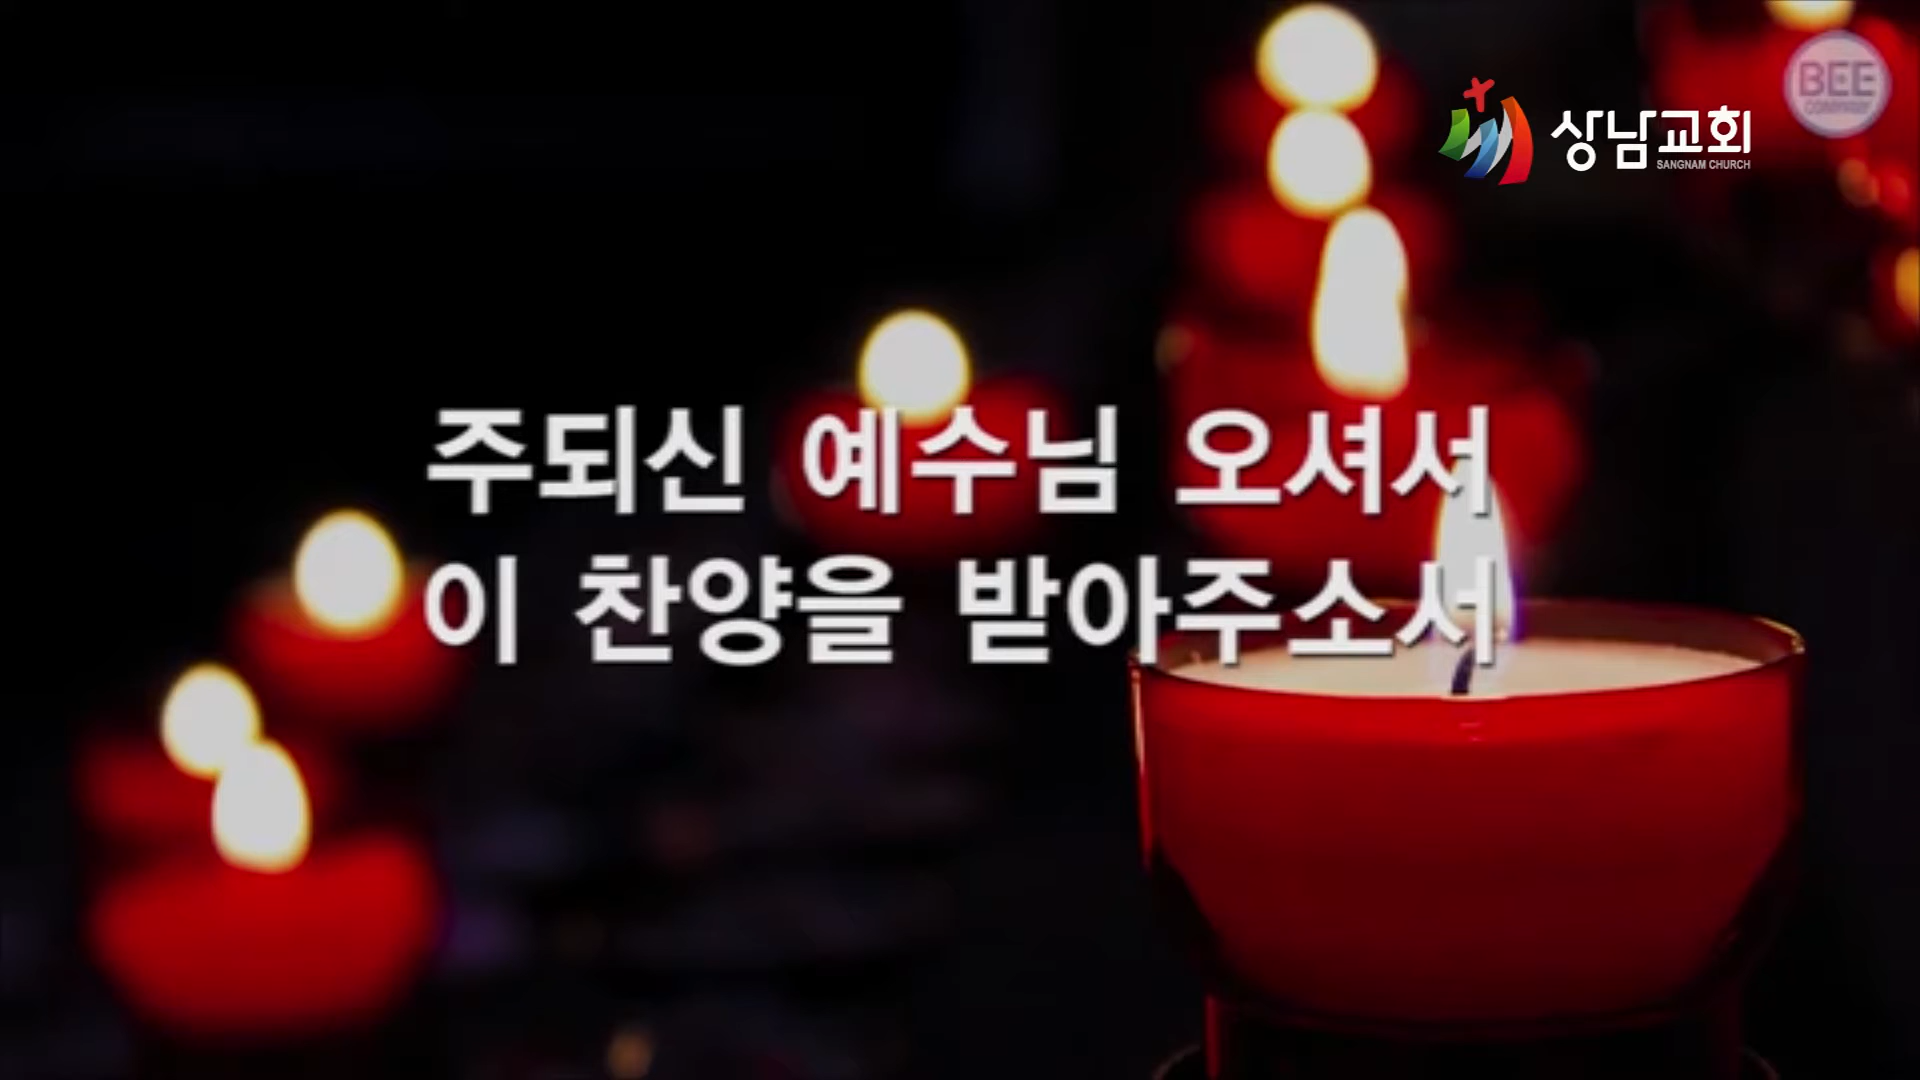 BEE
COMPANY
상남교회
SANGNAM CHURCH
주되신 예수님 오셔서
이 찬양을 받아주소서